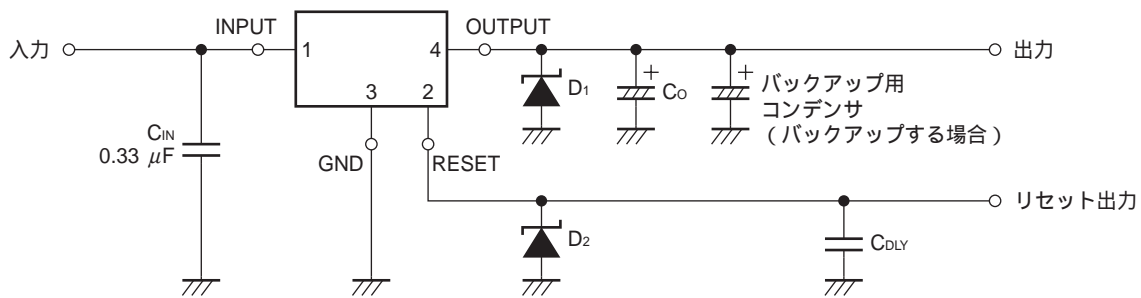 INPUT
OUTPUT
入力
1
4
出力
3
2
D1
CO
バックアップ用
コンデンサ
(バックアップする場合)
CIN
0.33 μF
GND
RESET
リセット出力
D2
CDLY